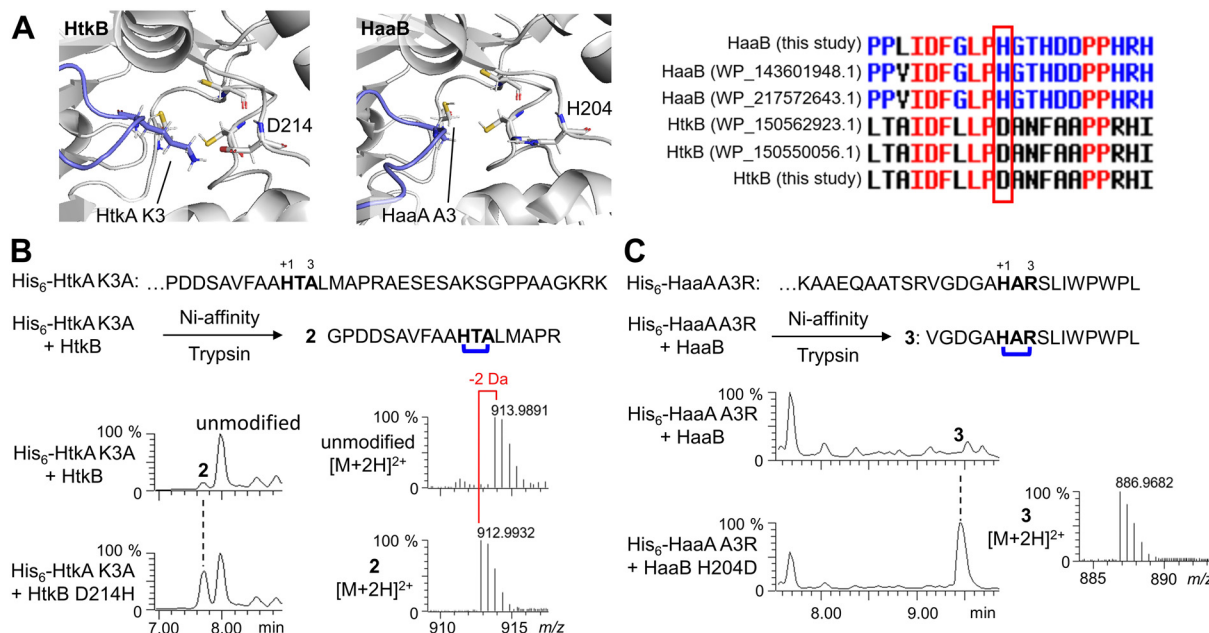 A
HtkB
D214
HtkA K3
HaaB
H204
HaaA A3
HaaB (this study) PPLIDFGLPHGTHDDPPHRH
HaaB (WP_143601948.1) PPVIDFGLPHGTHDDPPHRH
HaaB (WP_217572643.1) PPVIDFGLPHGTHDDPPHRH
HtkB (WP_150562923.1) LTAIDFLLPDANFAAPPRHI
HtkB (WP_150550056.1) LTAIDFLLPDANFAAPPRHI
HtkB (this study) LTAIDFLLPDANFAAPPRHI
B
+1 3
His6-HtkA K3A: …PDDSAVFAAHTALMAPRAESESAKSGPPAAGKRK
His6-HtkA K3A
+ HtkB
Ni-affinity
Trypsin
2 GPDDSAVFAAHTALMAPR
-2 Da
unmodified
100 %
2
0
His6-HtkA K3A
+ HtkB
100 %
913.9891
unmodified
[M+2H]2+
0
100 %
0
His6-HtkA K3A
+ HtkB D214H
7.00 8.00 min
100 %
912.9932
2
[M+2H]2+
0
910 915 m/z
C
+1 3
His6-HaaA A3R: …KAAEQAATSRVGDGAHARSLIWPWPL
His6-HaaA A3R
+ HaaB
Ni-affinity
Trypsin
3: VGDGAHARSLIWPWPL
100 %
His6-HaaA A3R
+ HaaB
3
0
100 %
His6-HaaA A3R
+ HaaB H204D
0
8.00 9.00 min
100 %
886.9682
3
[M+2H]2+
0
885 890 m/z